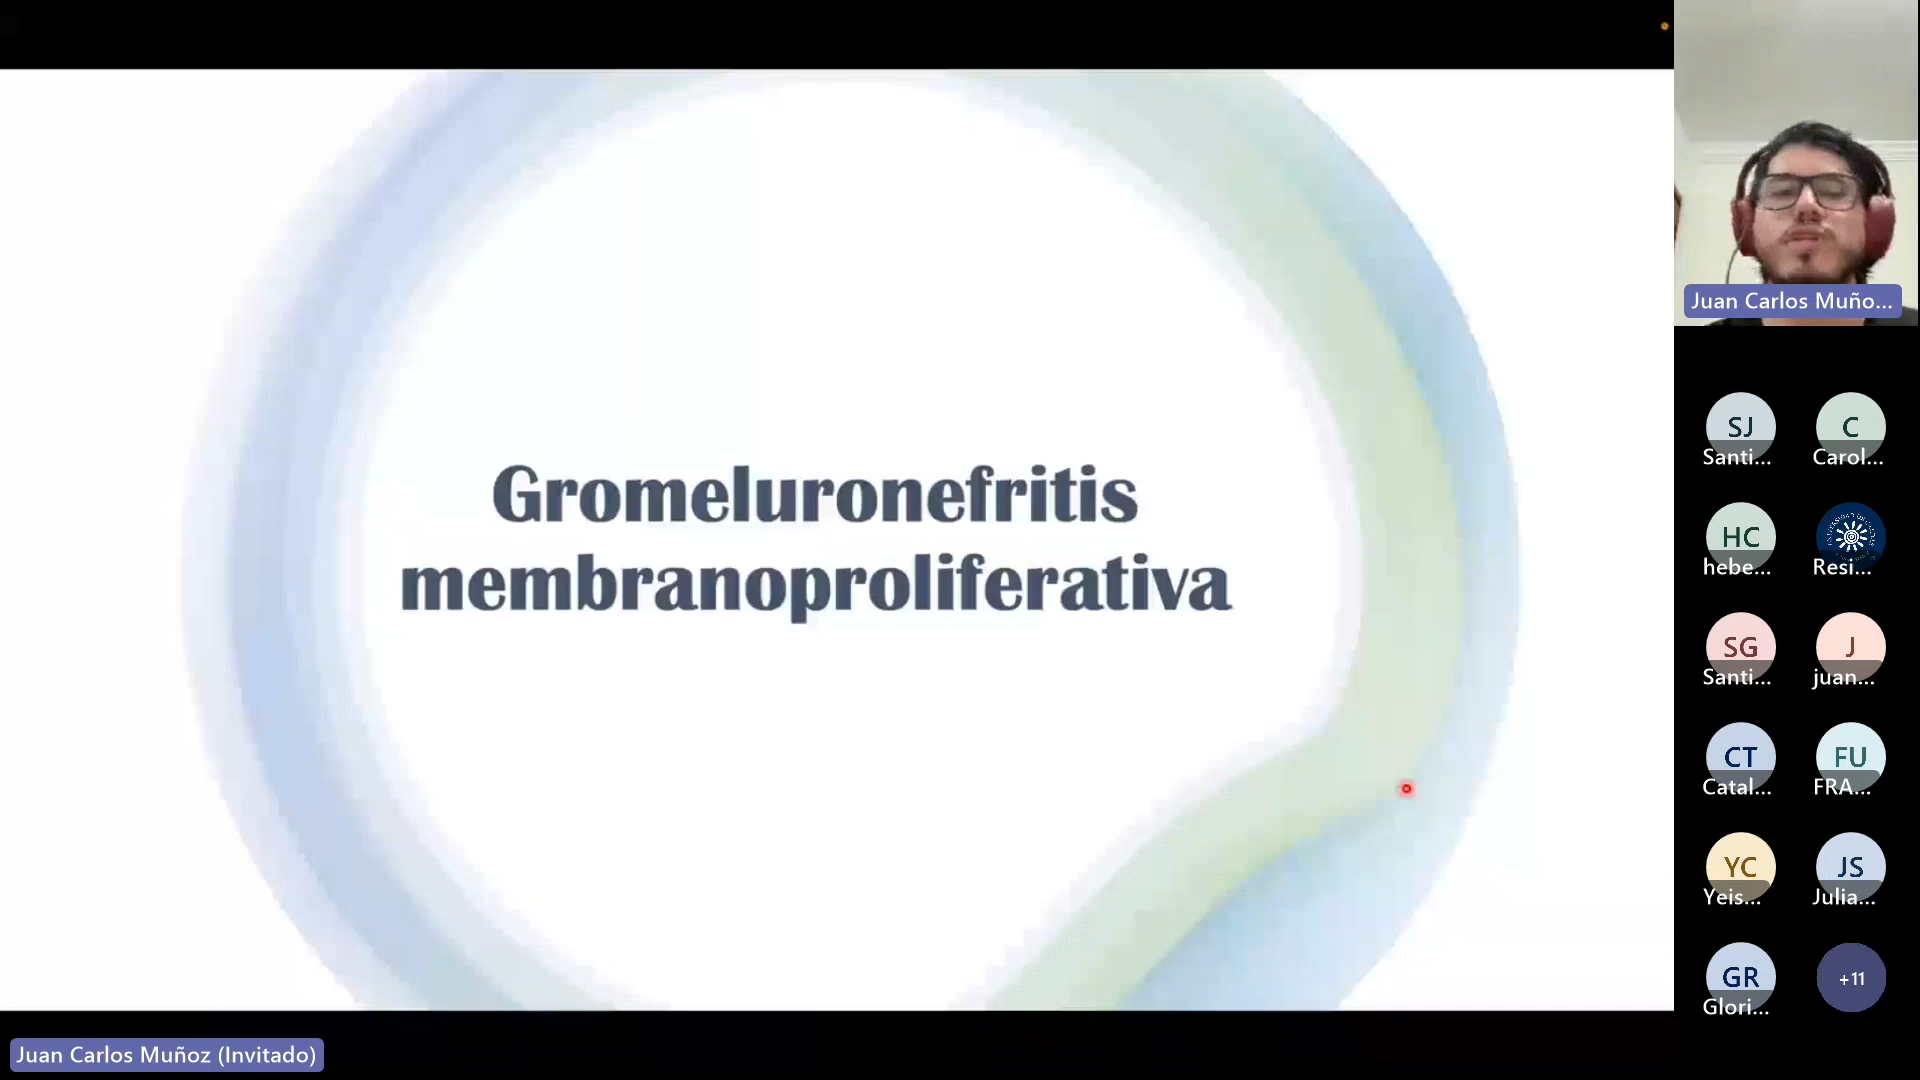 Gromeluronefritis
membranoproliferativa
Juan Carlos Muño...
SJ
Santi...
C
Carol...
HC
hebe...
Resi...
SG
Santi...
J
juan...
CT
Catal...
FU
FRA...
YC
Yeis...
JS
Julia...
GR
Glori...
+11
Juan Carlos Muñoz (Invitado)